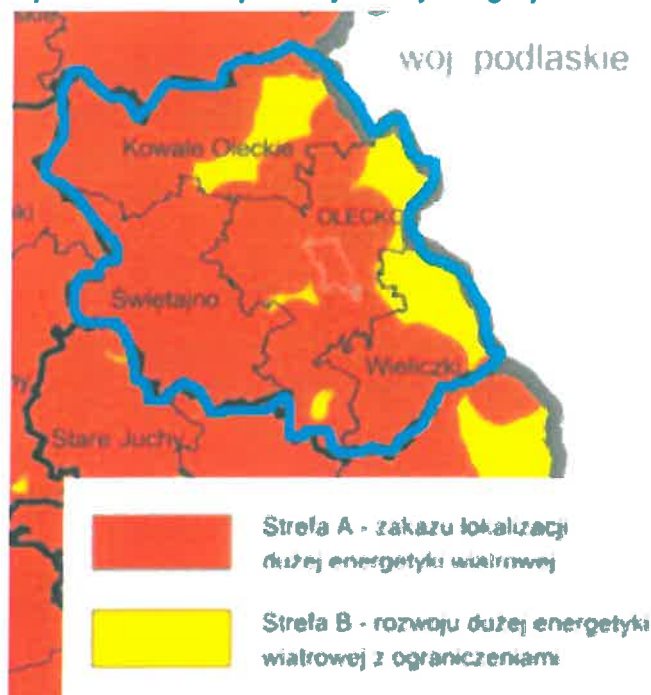 woj podlaskie
Kowale Oleckie
OLECKO
Świętajno
Wieliczki
Stare Juchy
Strefa A - zakazu lokalizacji
dużej energetyki wiatrowej
Strefa B - rozwoju dużej energetyki
wiatrowej z ograniczeniami